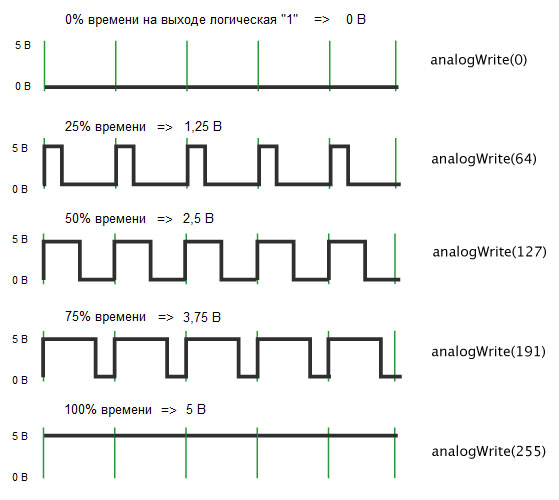 0% времени на выходе логическая "1" => 0 В
5 В
analogWrite(0)
0 В
25% времени => 1,25 В
5 В
analogWrite(64)
0 В
50% времени => 2,5 В
5 В
analogWrite(127)
0 В
75% времени => 3,75 В
5 В
analogWrite(191)
0 В
100% времени => 5 В
5 В
analogWrite(255)
0 В